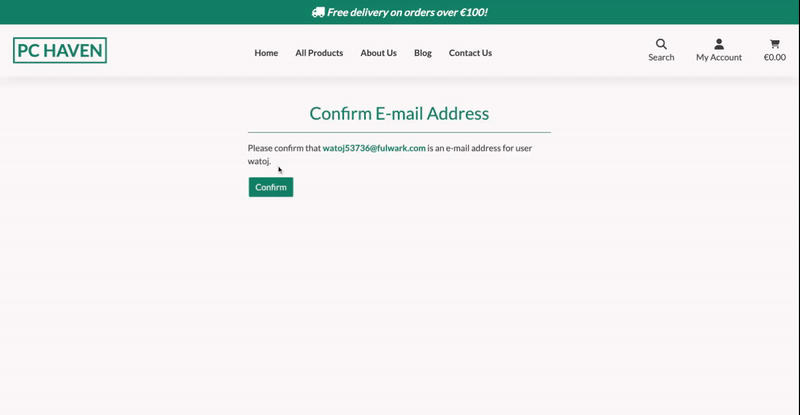 Free delivery on orders over €100!
PC HAVEN
Home All Products About Us Blog Contact Us
Search My Account €0.00
Confirm E-mail Address
Please confirm that watoj53736@fulwark.com is an e-mail address for user
watoj.
Confirm